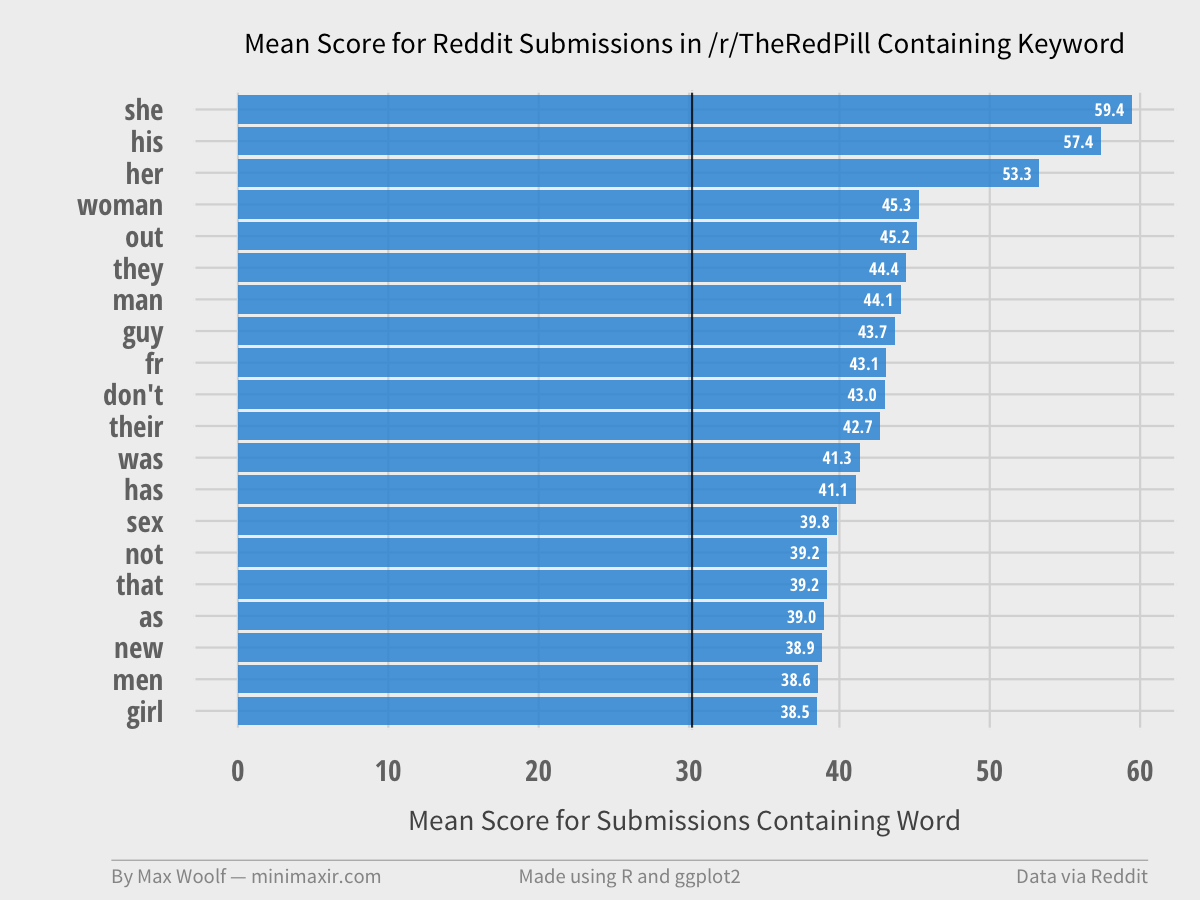 Mean Score for Reddit Submissions in /r/TheRedPill Containing Keyword
she 59.4
his 57.4
her 53.3
woman 45.3
out 45.2
they 44.4
man 44.1
guy 43.7
fr 43.1
don't 43.0
their 42.7
was 41.3
has 41.1
sex 39.8
not 39.2
that 39.2
as 39.0
new 38.9
men 38.6
girl 38.5
0 10 20 30 40 50 60
Mean Score for Submissions Containing Word
By Max Woolf — minimaxir.com Made using R and ggplot2 Data via Reddit